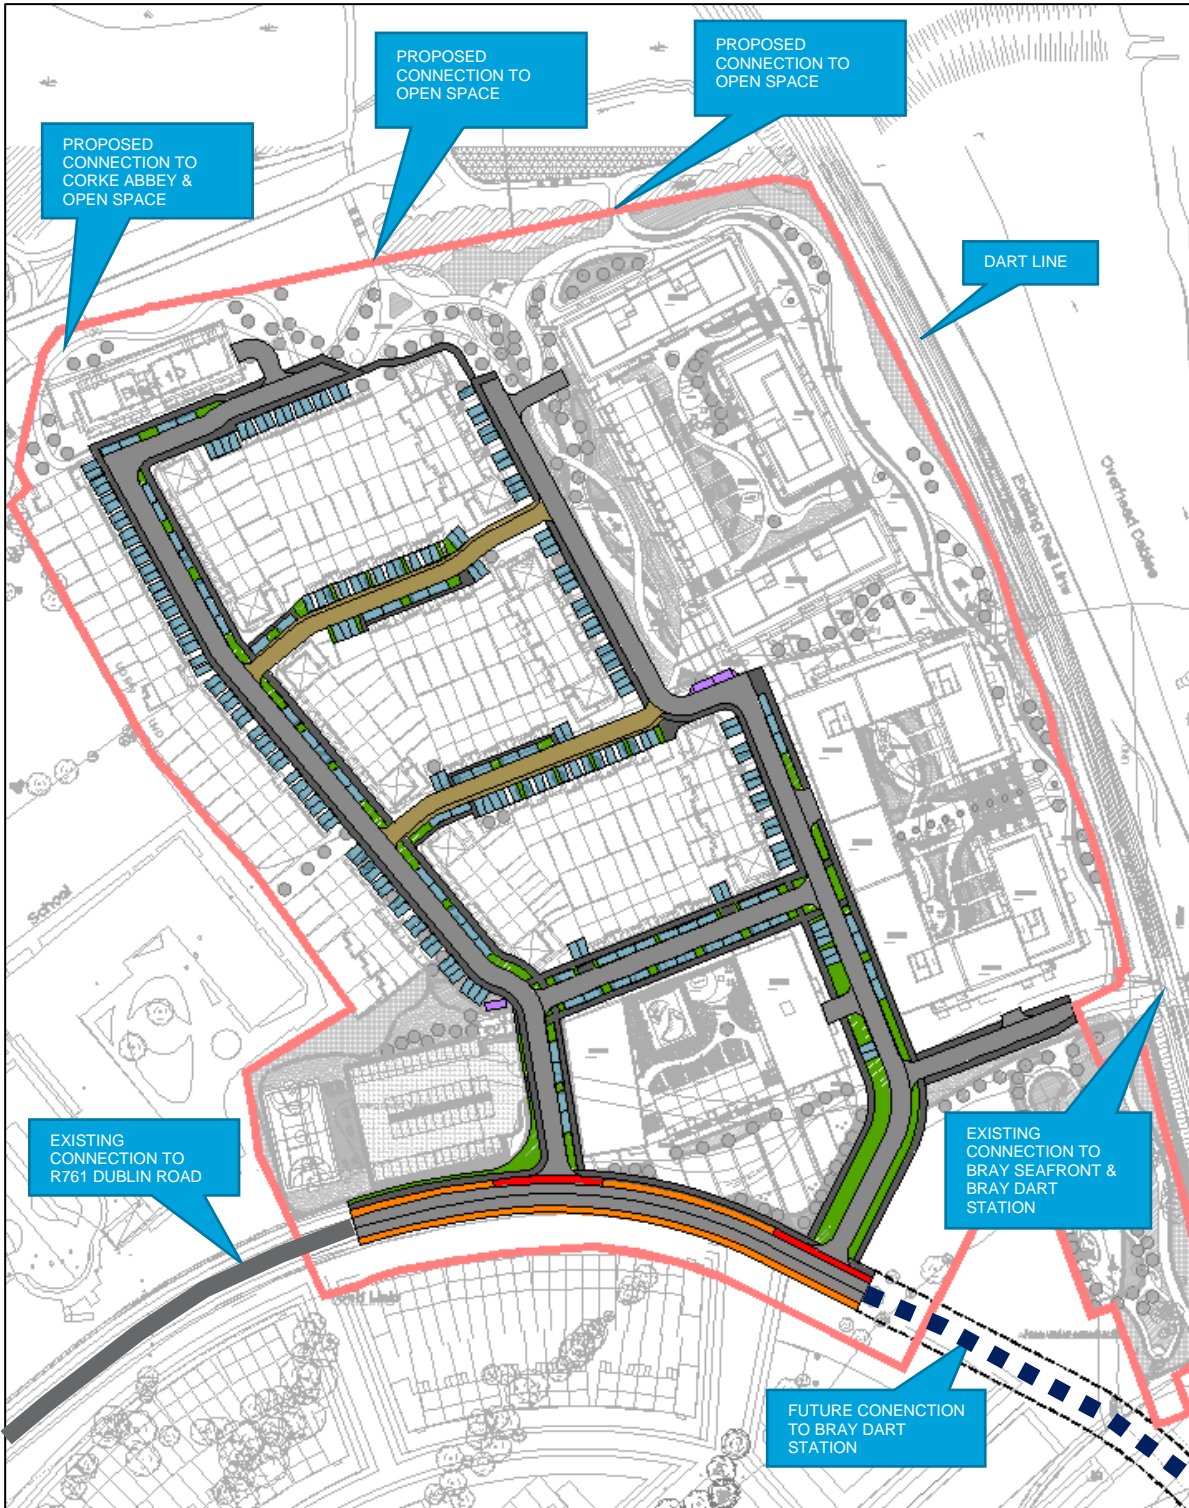 PROPOSED
CONNECTION TO
OPEN SPACE
PROPOSED
CONNECTION TO
OPEN SPACE
PROPOSED
CONNECTION TO
CORKE ABBEY &
OPEN SPACE
DART LINE
Existing Rail Line
Overhead Cables
School
EXISTING
CONNECTION TO
R761 DUBLIN ROAD
EXISTING
CONNECTION TO
BRAY SEAFRONT &
BRAY DART
STATION
FUTURE CONENCTION
TO BRAY DART
STATION